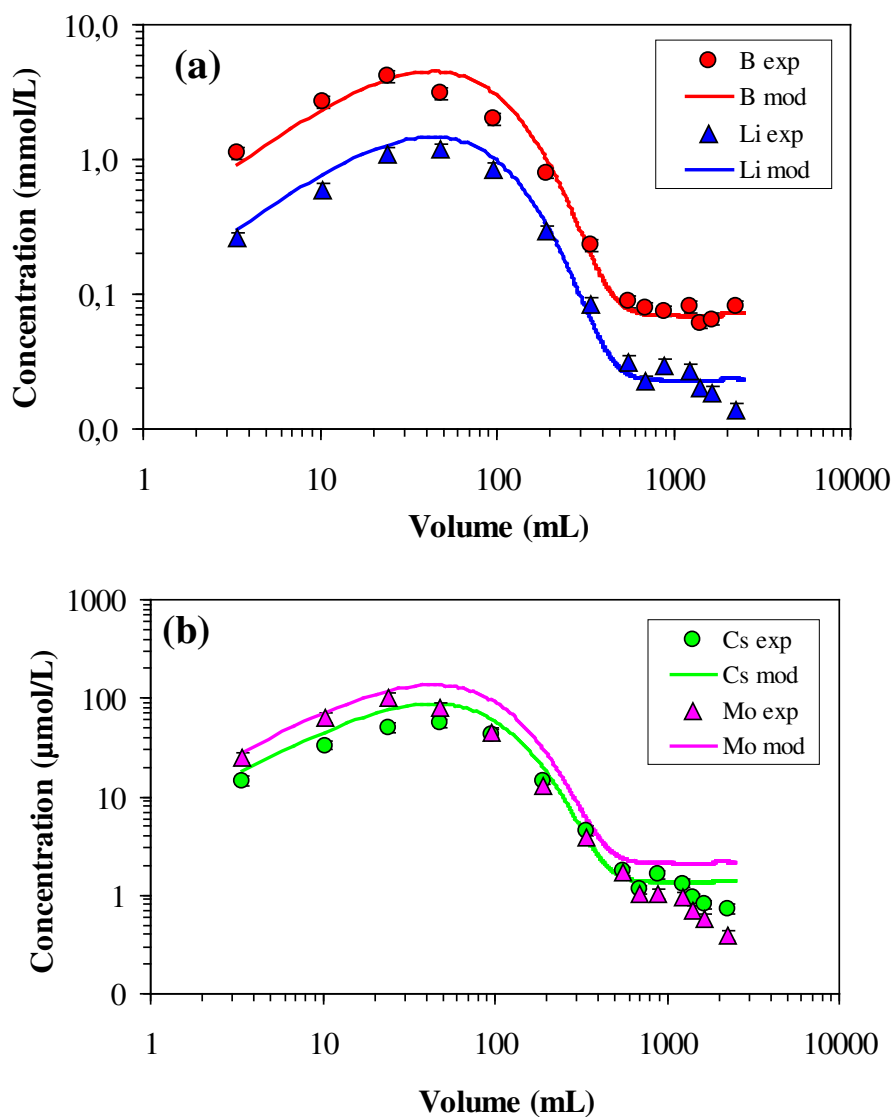 (a)
10,0
1,0
0,1
0,0
Concentration (mmol/L)
B exp
B mod
Li exp
Li mod
1 10 100 1000 10000
Volume (mL)
(b)
1000
100
10
1
0
Concentration (µmol/L)
Cs exp
Cs mod
Mo exp
Mo mod
1 10 100 1000 10000
Volume (mL)